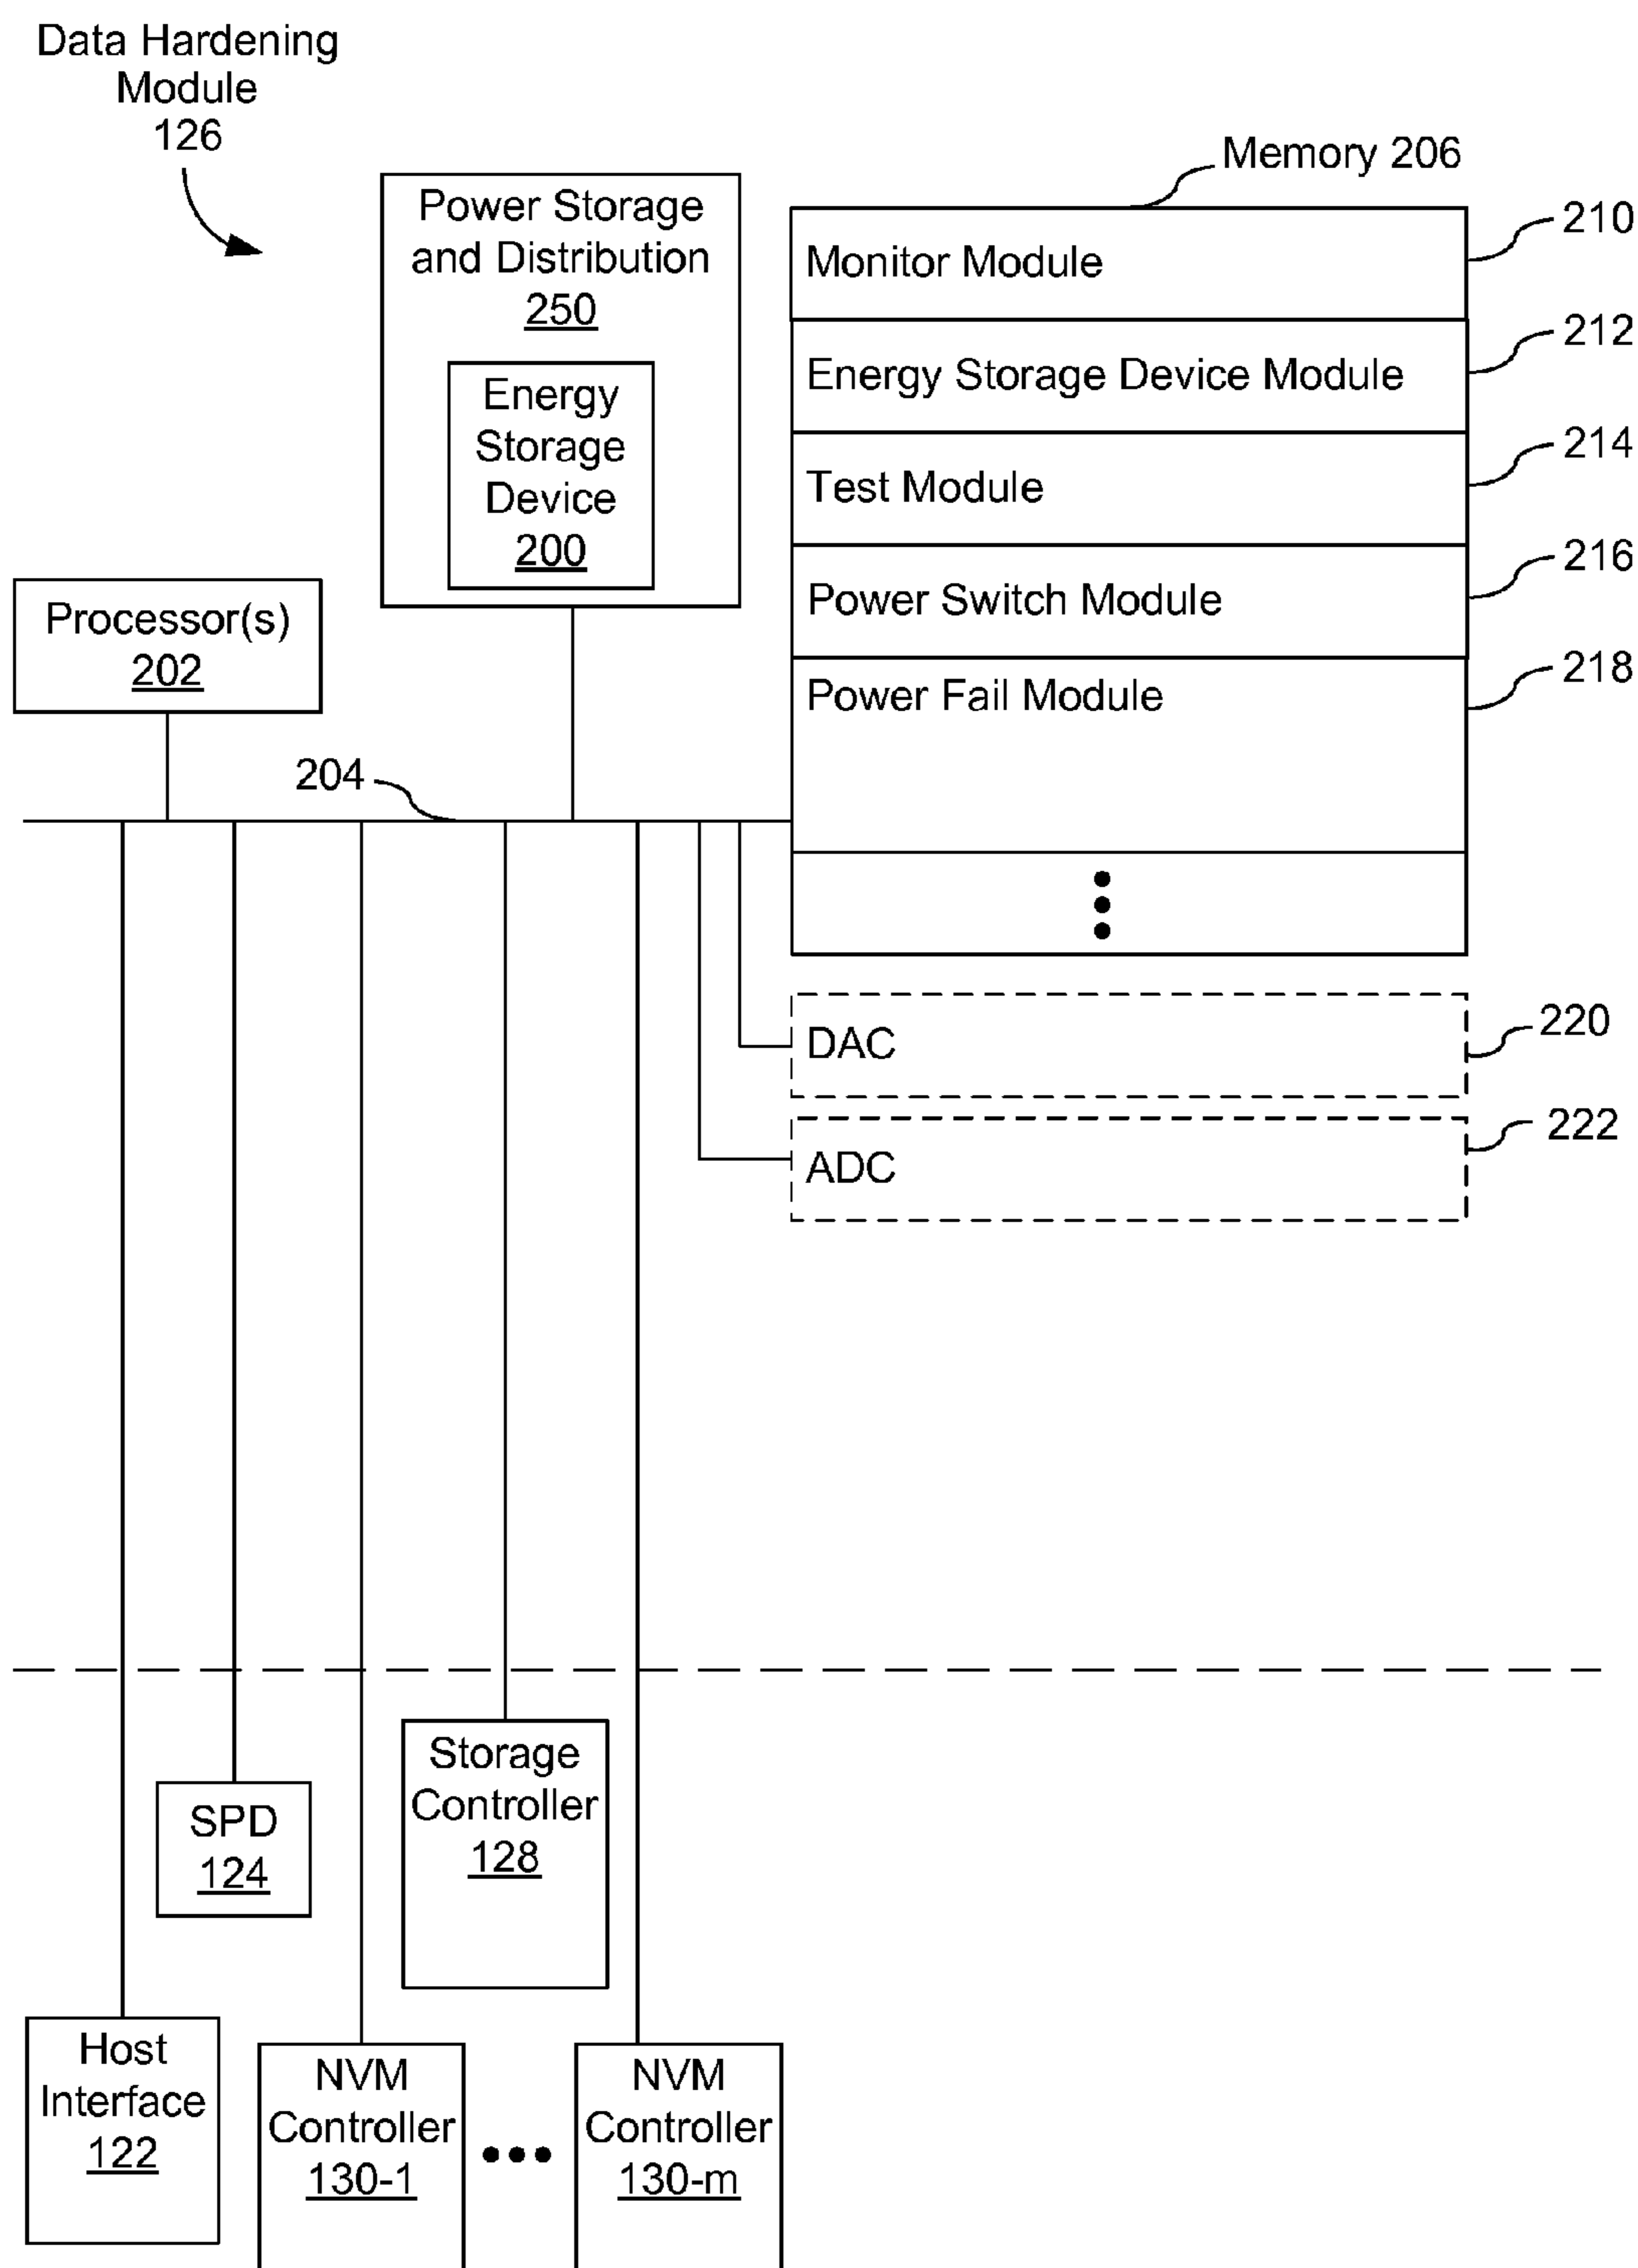 Data Hardening
Module
126
Memory 206
Power Storage
and Distribution
250
Energy
Storage
Device
200
Monitor Module
210
Energy Storage Device Module
212
Test Module
214
Power Switch Module
216
Power Fail Module
218
Processor(s)
202
204
DAC
220
ADC
222
Storage
Controller
128
SPD
124
Host
Interface
122
NVM
Controller
130-1
NVM
Controller
130-m